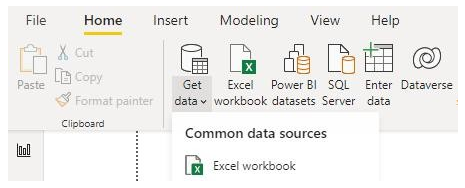 File Home Insert Modeling View Help
Cut
Copy
Format painter
Paste
Clipboard
Get data
Excel workbook
Power BI datasets
SQL Server
Enter data
Dataverse
Common data sources
Excel workbook